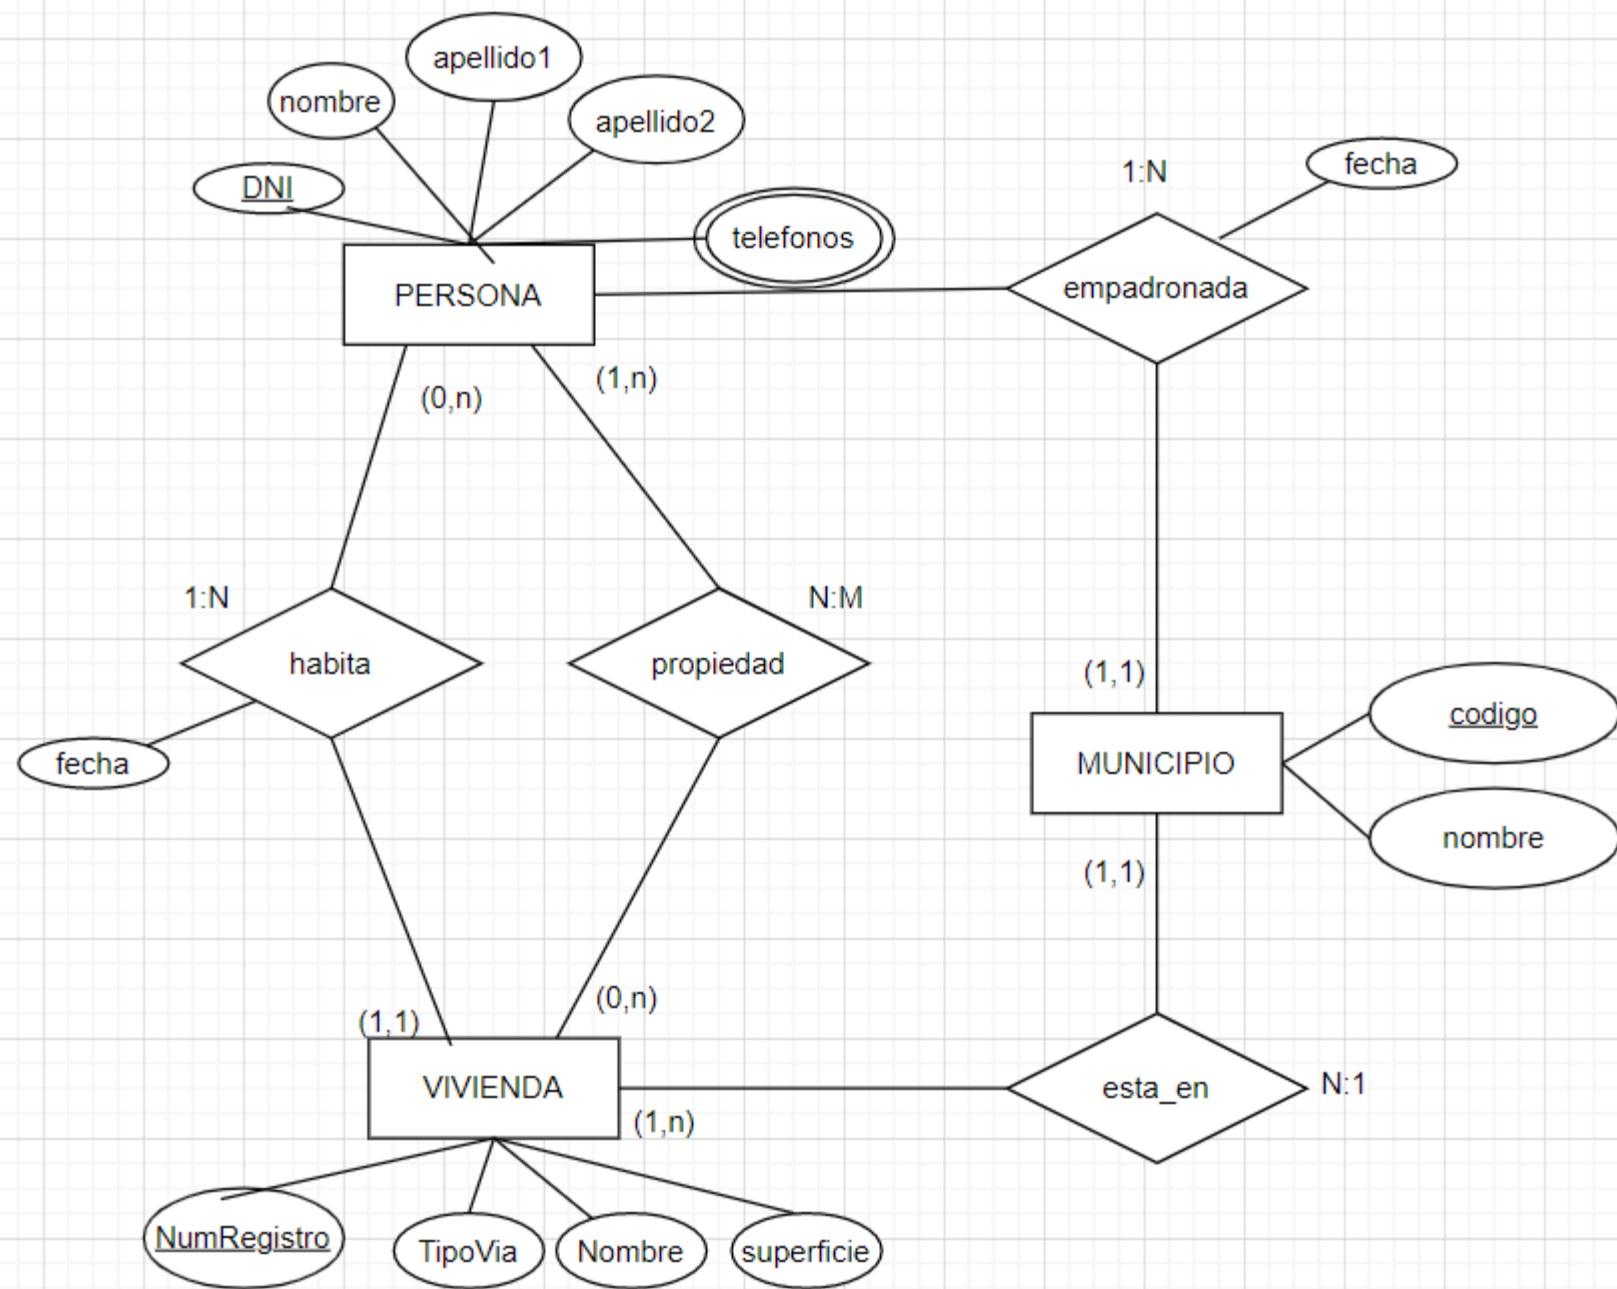 apellido1
nombre
apellido2
DNI
telefonos
fecha
1:N
PERSONA
empadronada
(0,n)
(1,n)
1:N
N:M
habita
propiedad
fecha
(1,1)
MUNICIPIO
codigo
nombre
(1,1)
(0,n)
(1,1)
VIVIENDA
(1,n)
esta_en
N:1
NumRegistro
TipoVia
Nombre
superficie